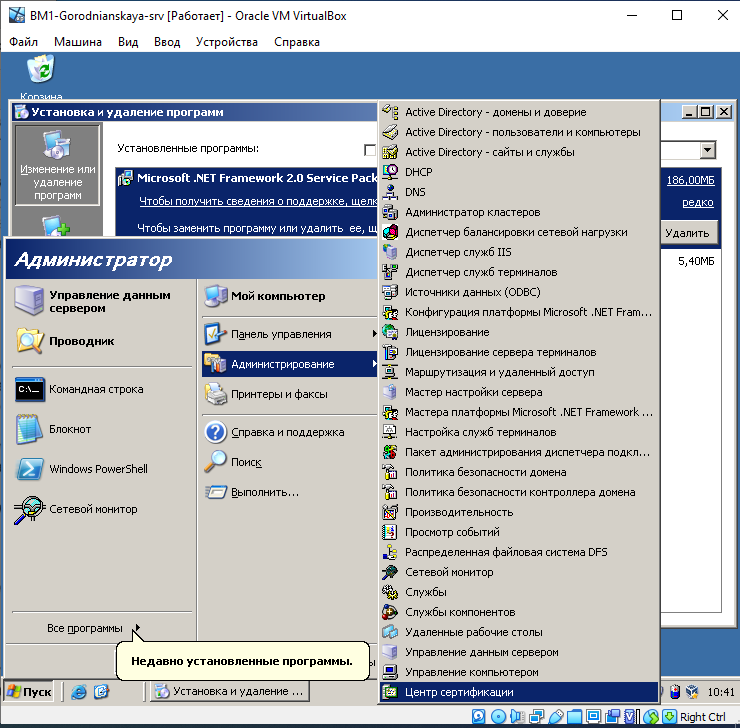 BM1-Gorodnianskaya-srv [Работает] - Oracle VM VirtualBox
Файл Машина Вид Ввод Устройства Справка
Корзина
Установка и удаление программ
Изменение или
удаление
программ
Установленные программы:
Microsoft .NET Framework 2.0 Service Pack
186,00МБ
Чтобы получить сведения о поддержке, щелк
редко
Чтобы заменить программу или удалить ее, щ
Удалить
5,40МБ
Администратор
Управление данным
сервером
Проводник
Командная строка
Блокнот
Windows PowerShell
Сетевой монитор
Все программы
Мой компьютер
Панель управления
Администрирование
Принтеры и факсы
Справка и поддержка
Поиск
Выполнить...
Active Directory - домены и доверие
Active Directory - пользователи и компьютеры
Active Directory - сайты и службы
DHCP
DNS
Администратор кластеров
Диспетчер балансировки сетевой нагрузки
Диспетчер служб IIS
Диспетчер служб терминалов
Источники данных (ODBC)
Конфигурация платформы Microsoft .NET Fram...
Лицензирование
Лицензирование сервера терминалов
Маршрутизация и удаленный доступ
Мастер настройки сервера
Мастера платформы Microsoft .NET Framework ...
Настройка служб терминалов
Пакет администрирования диспетчера подкл...
Политика безопасности домена
Политика безопасности контроллера домена
Производительность
Просмотр событий
Распределенная файловая система DFS
Сетевой монитор
Службы
Службы компонентов
Удаленные рабочие столы
Управление данным сервером
Управление компьютером
Центр сертификации
Недавно установленные программы.
Пуск
Установка и удаление ...
10:41
Right Ctrl